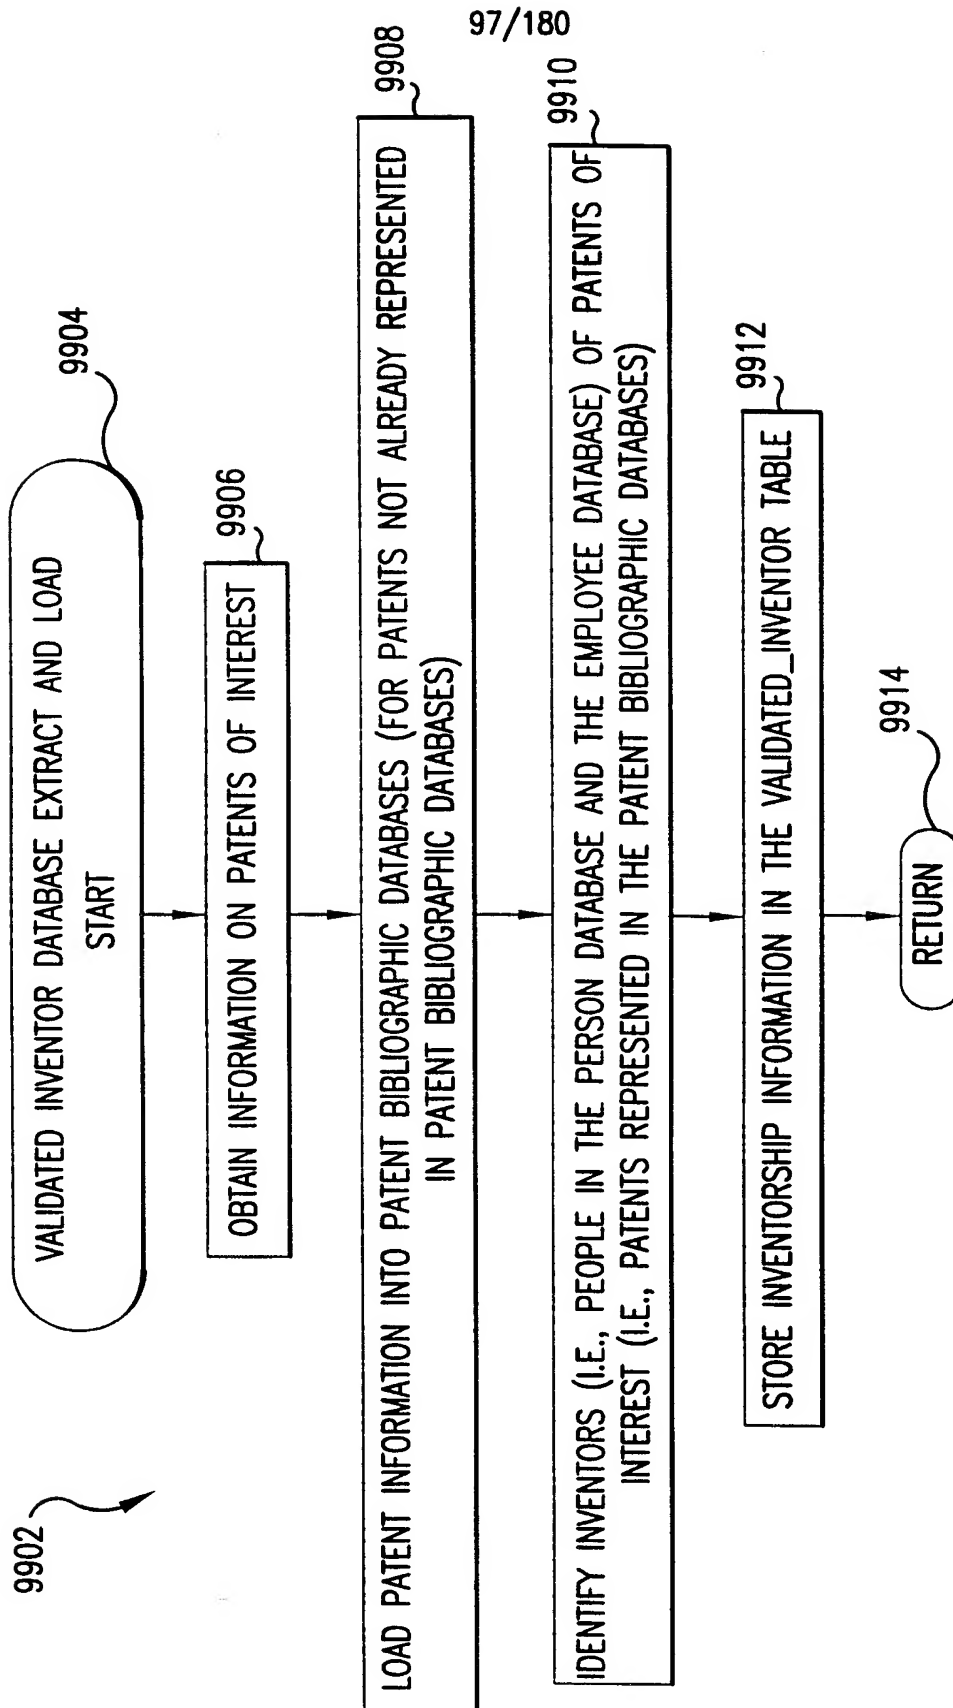 97/180
9902
VALIDATED INVENTOR DATABASE EXTRACT AND LOAD
START
9904
OBTAIN INFORMATION ON PATENTS OF INTEREST
9906
LOAD PATENT INFORMATION INTO PATENT BIBLIOGRAPHIC DATABASES (FOR PATENTS NOT ALREADY REPRESENTED
IN PATENT BIBLIOGRAPHIC DATABASES)
9908
IDENTIFY INVENTORS (I.E., PEOPLE IN THE PERSON DATABASE AND THE EMPLOYEE DATABASE) OF PATENTS OF
INTEREST (I.E., PATENTS REPRESENTED IN THE PATENT BIBLIOGRAPHIC DATABASES)
9910
STORE INVENTORSHIP INFORMATION IN THE VALIDATED_INVENTOR TABLE
9912
RETURN
9914